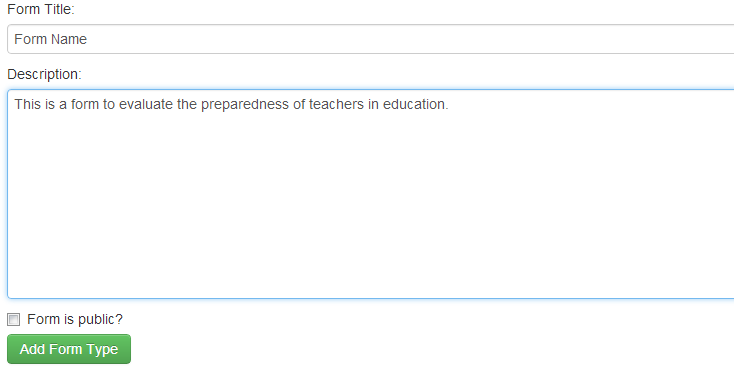 Form Title:
Form Name
Description:
This is a form to evaluate the preparedness of teachers in education.
Form is public?
Add Form Type